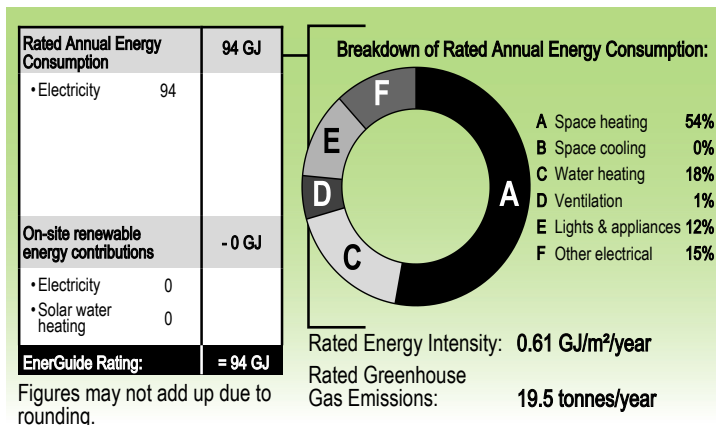 Rated Annual Energy
Consumption
94 GJ
• Electricity 94
On-site renewable
energy contributions
- 0 GJ
• Electricity 0
• Solar water
heating 0
EnerGuide Rating: = 94 GJ
Figures may not add up due to
rounding.
Breakdown of Rated Annual Energy Consumption:
F
E
D
C
A
A Space heating 54%
B Space cooling 0%
C Water heating 18%
D Ventilation 1%
E Lights & appliances 12%
F Other electrical 15%
Rated Energy Intensity: 0.61 GJ/m²/year
Rated Greenhouse
Gas Emissions: 19.5 tonnes/year